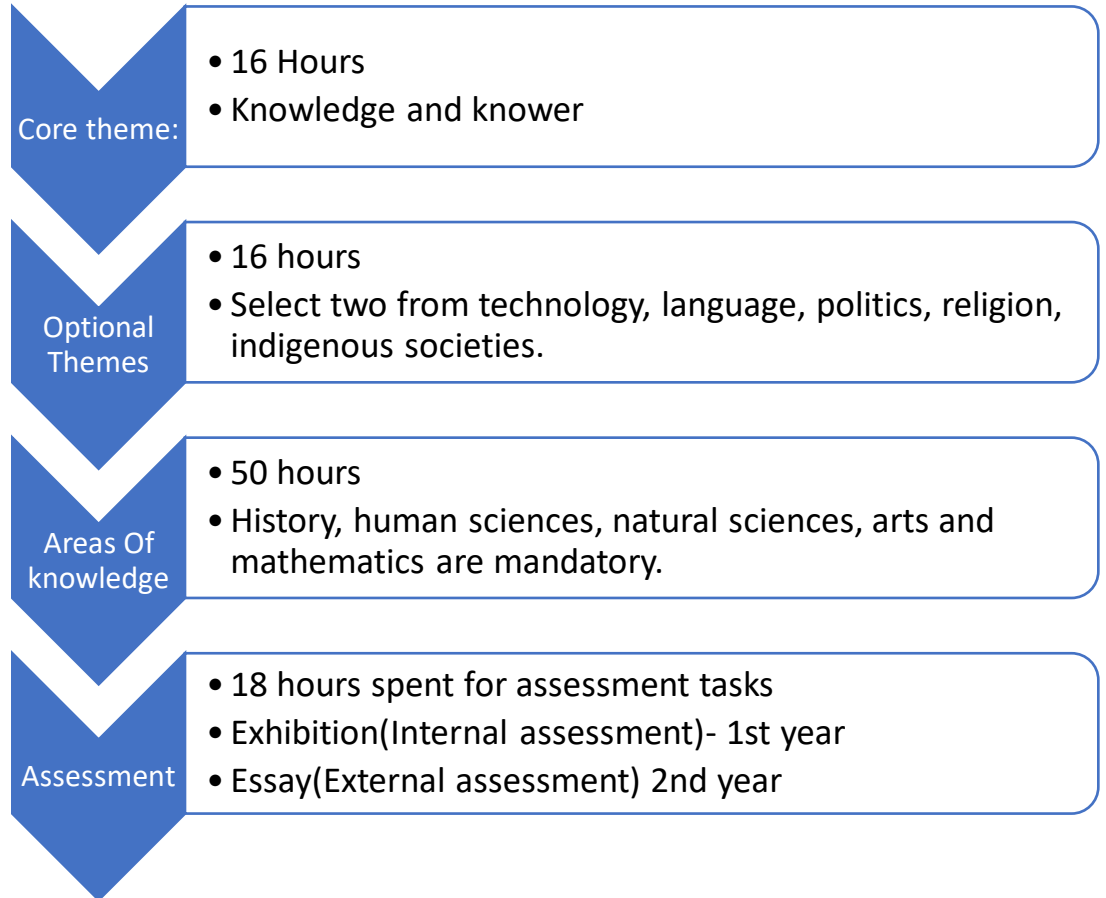 Core theme:
• 16 Hours
• Knowledge and knower
Optional
Themes
• 16 hours
• Select two from technology, language, politics, religion,
indigenous societies.
Areas Of
knowledge
• 50 hours
• History, human sciences, natural sciences, arts and
mathematics are mandatory.
Assessment
• 18 hours spent for assessment tasks
• Exhibition(Internal assessment)- 1st year
• Essay(External assessment) 2nd year